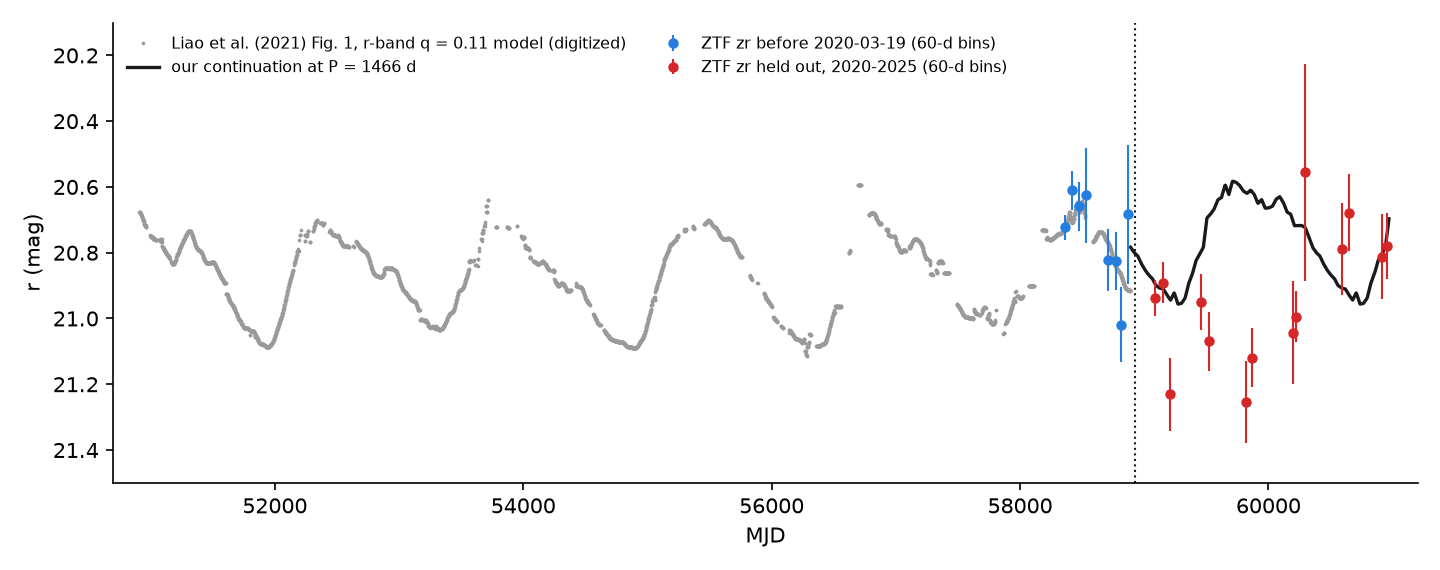 Liao et al. (2021) Fig. 1, r-band q = 0.11 model (digitized)
our continuation at P = 1466 d
ZTF zr before 2020-03-19 (60-d bins)
ZTF zr held out, 2020-2025 (60-d bins)
r (mag)
20.2
20.4
20.6
20.8
21.0
21.2
21.4
52000
54000
56000
58000
60000
MJD